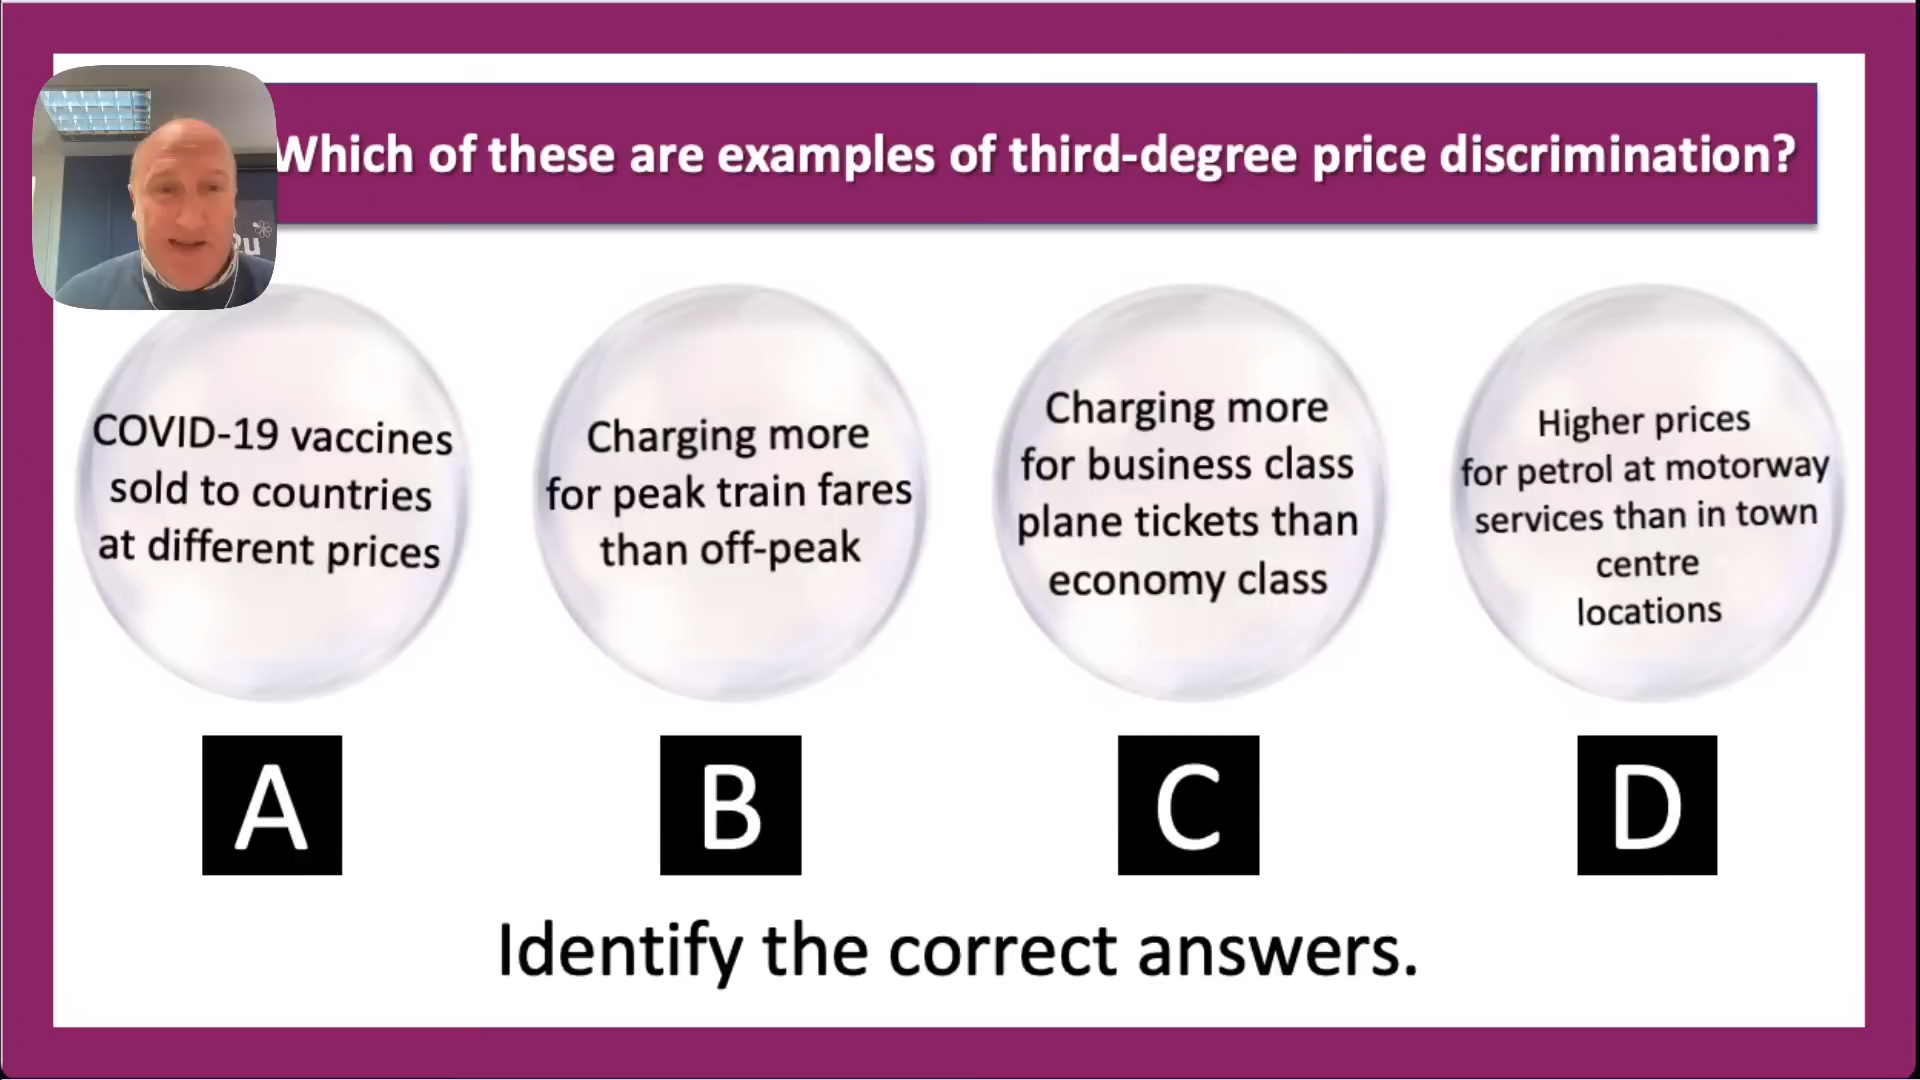 Which of these are examples of third-degree price discrimination?
COVID-19 vaccines
sold to countries
at different prices
Charging more
for peak train fares
than off-peak
Charging more
for business class
plane tickets than
economy class
Higher prices
for petrol at motorway
services than in town
centre
locations
A
B
C
D
Identify the correct answers.